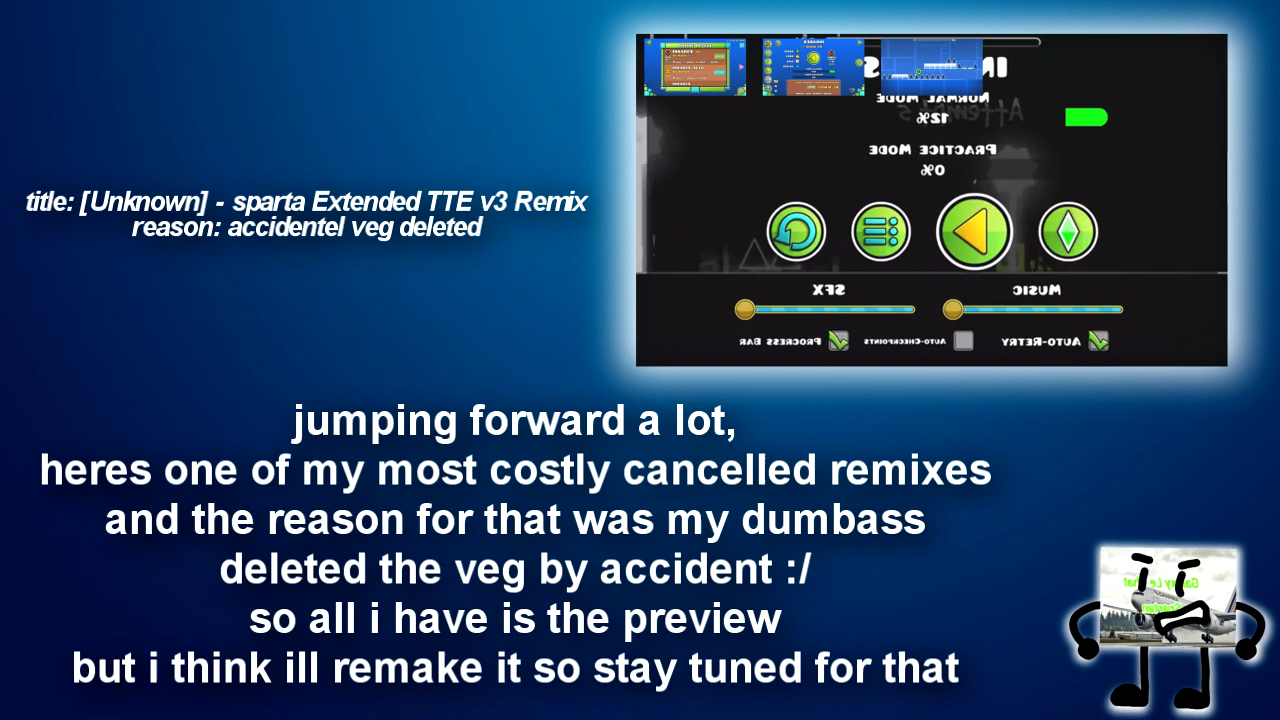 title: [Unknown] - sparta Extended TTE v3 Remix
reason: accidentel veg deleted
NORMAL MODE
12%
Attempts
PRACTICE MODE
0%
SFX
MUSIC
PROGRESS BAR
AUTO-CHECKPOINTS
AUTO-RETRY
jumping forward a lot,
heres one of my most costly cancelled remixes
and the reason for that was my dumbass
deleted the veg by accident :/
so all i have is the preview
but i think ill remake it so stay tuned for that